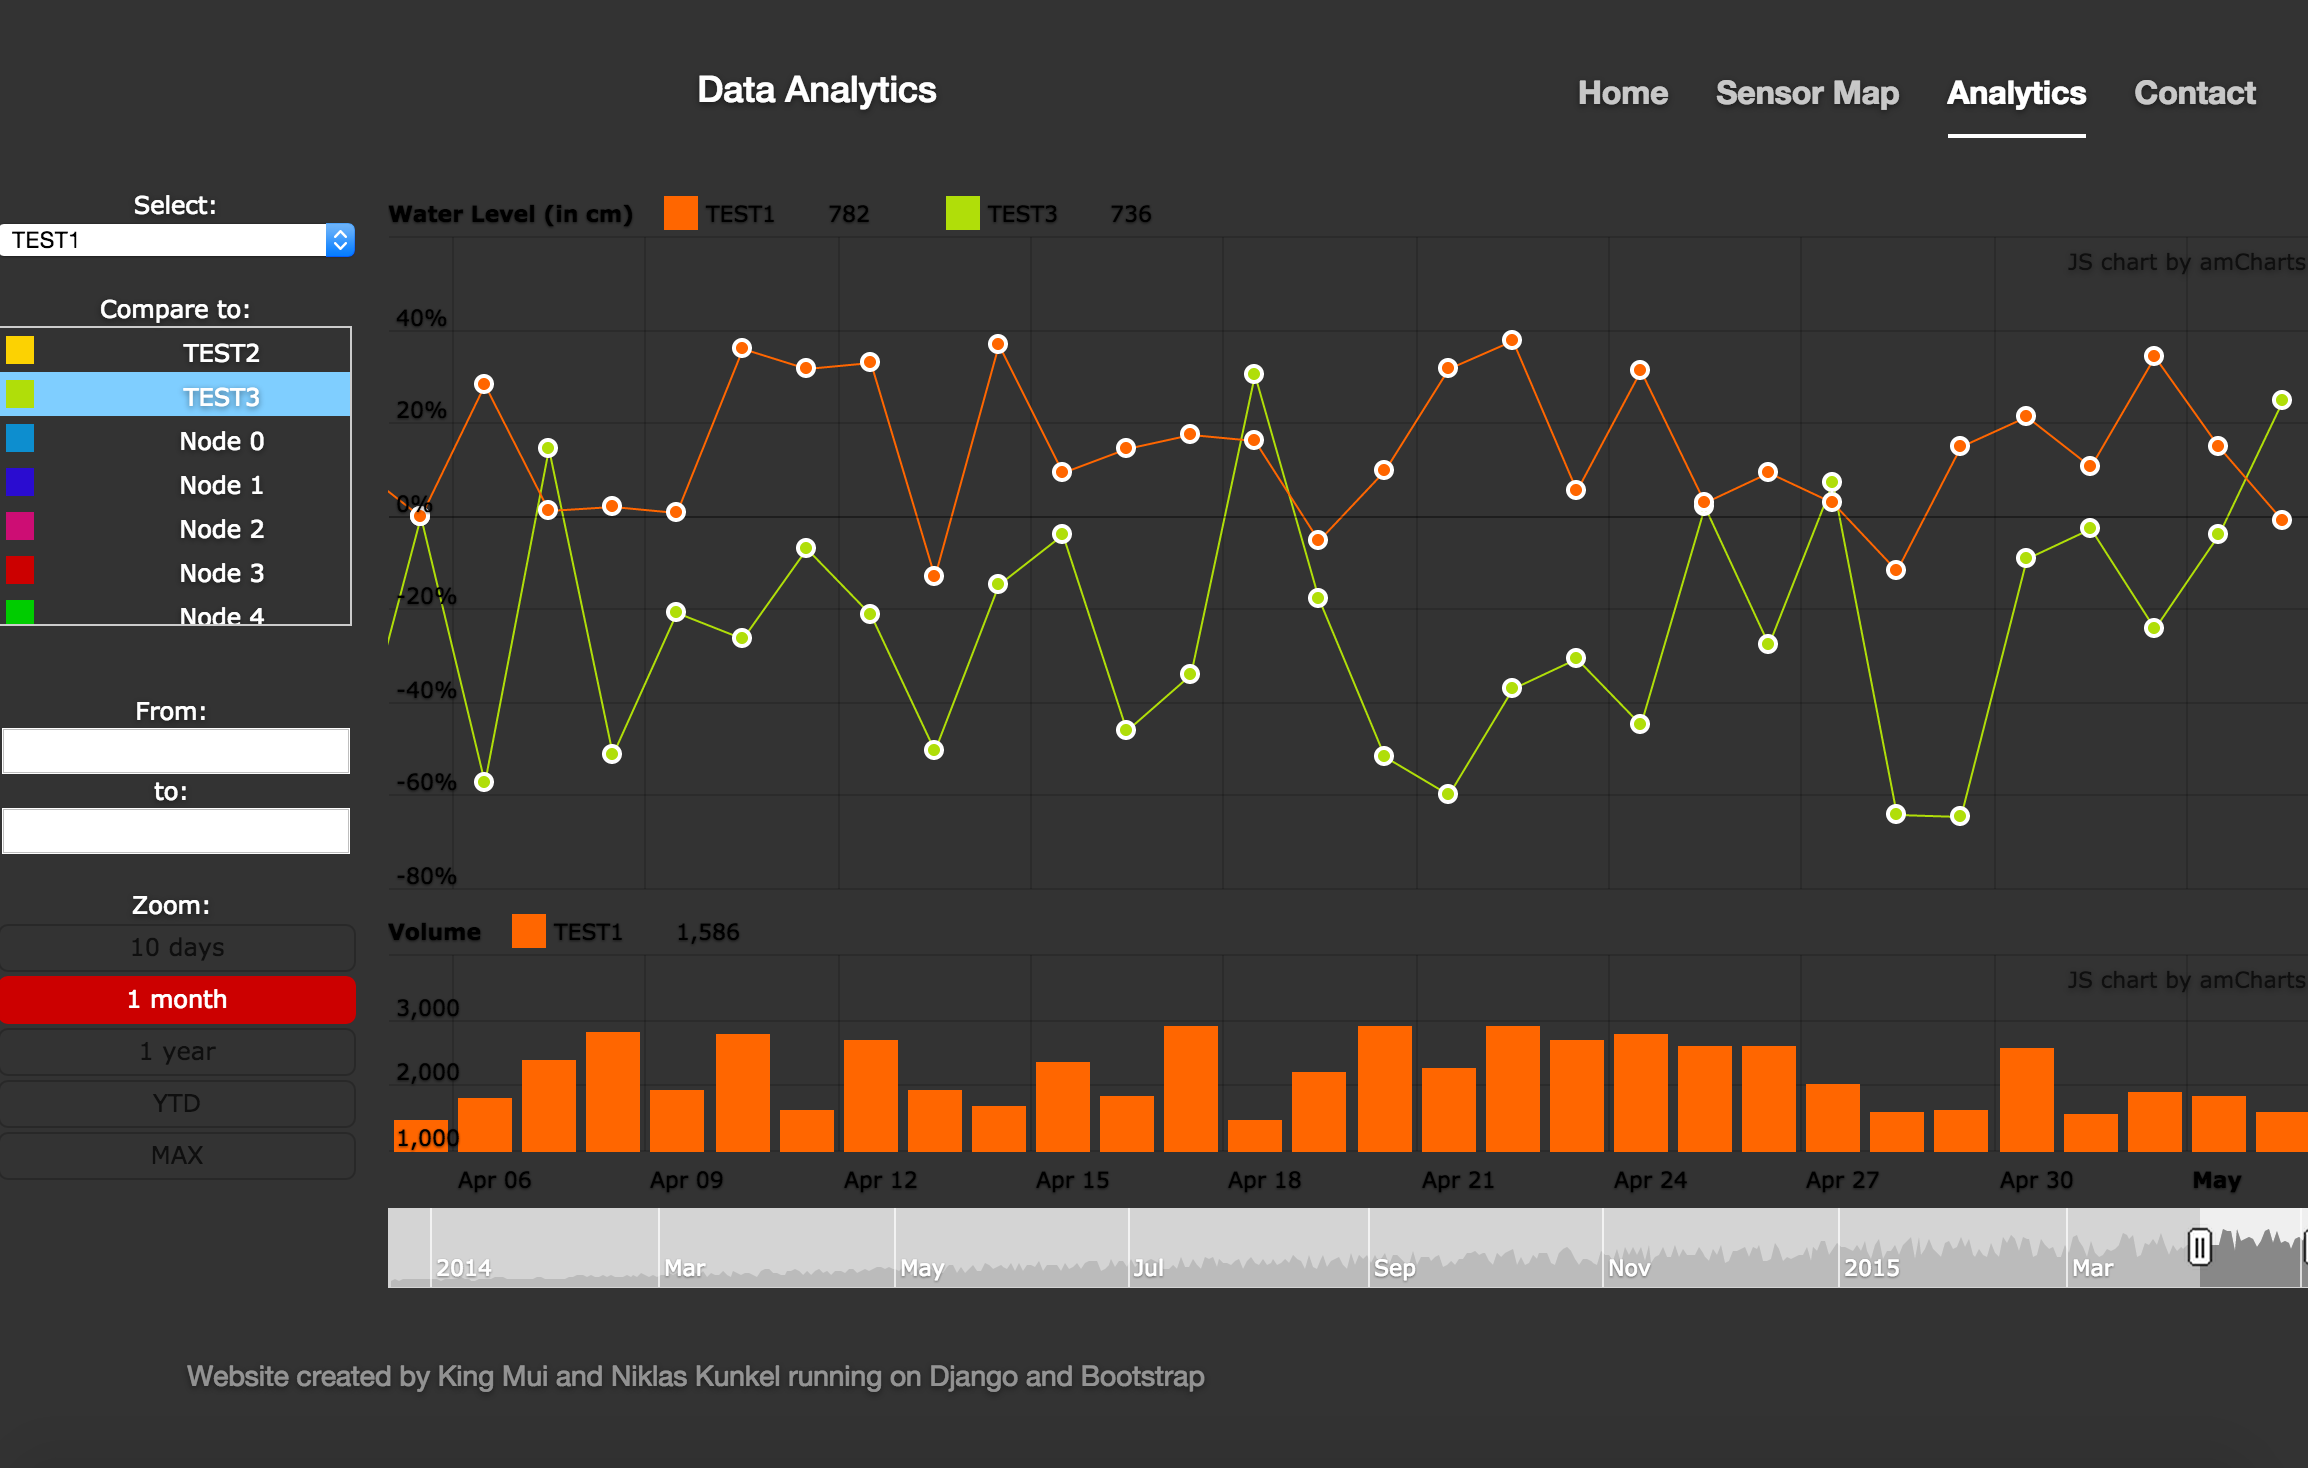 Data Analytics
Home Sensor Map Analytics Contact
Select:
TEST1
Compare to:
TEST2
TEST3
Node 0
Node 1
Node 2
Node 3
Node 4
From:
to:
Zoom:
10 days
1 month
1 year
YTD
MAX
Water Level (in cm) TEST1 782 TEST3 736
JS chart by amCharts
40%
20%
0%
-20%
-40%
-60%
-80%
Volume TEST1 1,586
JS chart by amCharts
3,000
2,000
1,000
Apr 06 Apr 09 Apr 12 Apr 15 Apr 18 Apr 21 Apr 24 Apr 27 Apr 30 May
2014 Mar May Jul Sep Nov 2015 Mar
Website created by King Mui and Niklas Kunkel running on Django and Bootstrap